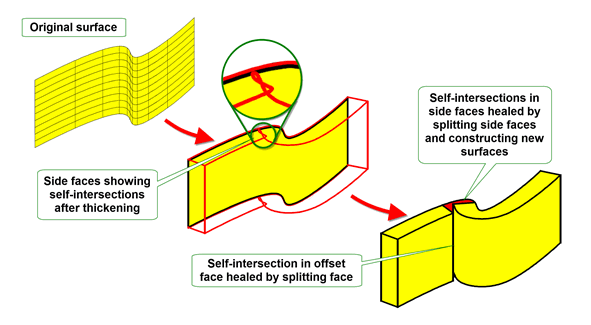 Original surface
Self-intersections in
side faces healed by
splitting side faces
and constructing new
surfaces
Side faces showing
self-intersections
after thickening
Self-intersection in offset
face healed by splitting face